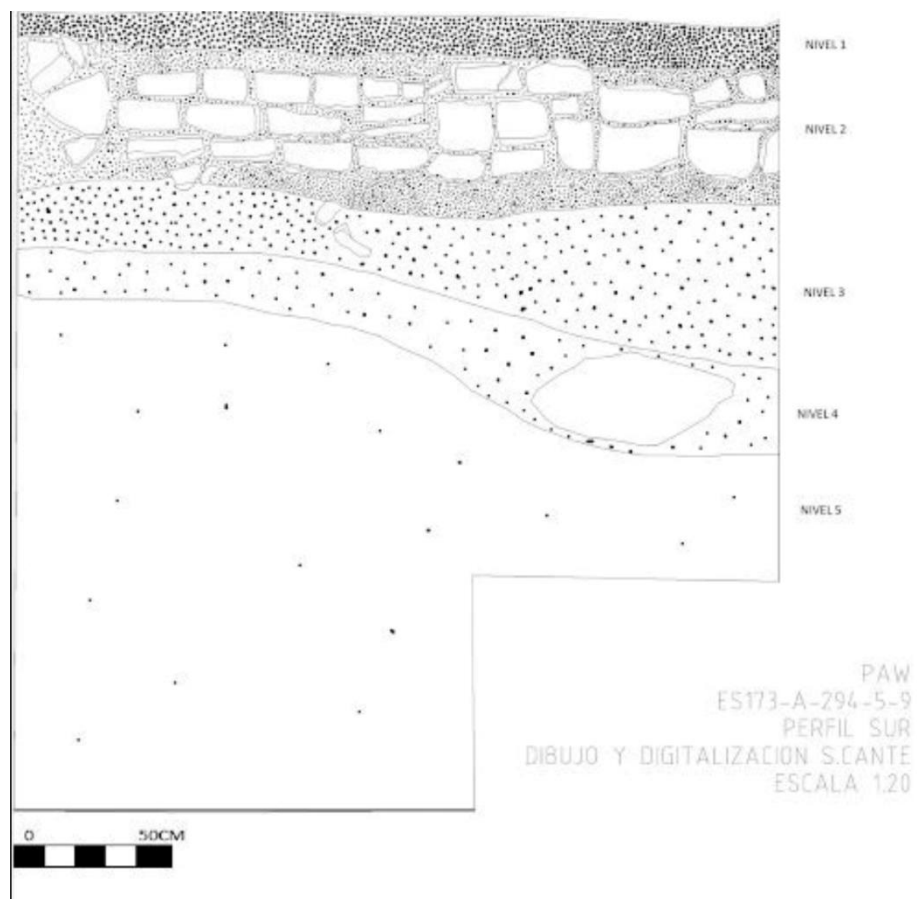 NIVEL 1
NIVEL 2
NIVEL 3
NIVEL 4
NIVEL 5
PAW
ES173-A-294-5-9
PERFIL SUR
DIBUJO Y DIGITALIZACION S.CANTE
ESCALA 1.20
0 50CM